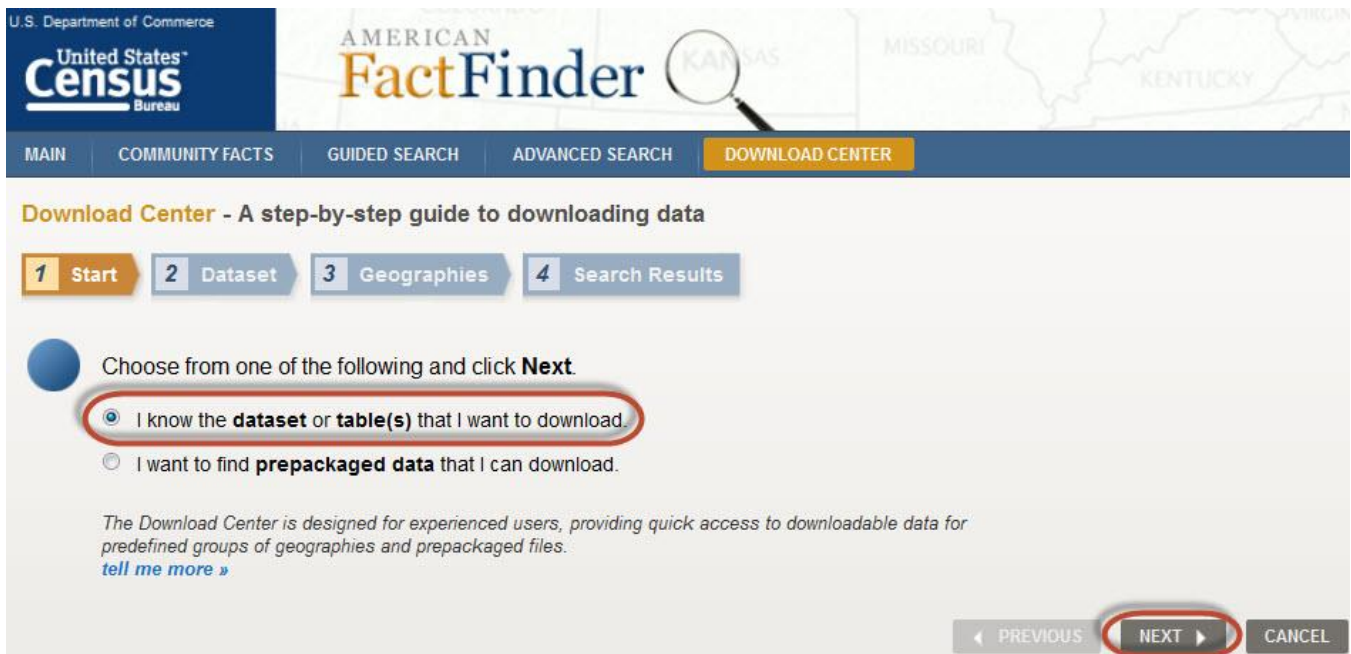 U.S. Department of Commerce
United States™
Census
Bureau
AMERICAN
FactFinder
KANSAS
MISSOURI
KENTUCKY
MAIN COMMUNITY FACTS GUIDED SEARCH ADVANCED SEARCH DOWNLOAD CENTER
Download Center - A step-by-step guide to downloading data
1 Start 2 Dataset 3 Geographies 4 Search Results
Choose from one of the following and click Next.
I know the dataset or table(s) that I want to download.
I want to find prepackaged data that I can download.
The Download Center is designed for experienced users, providing quick access to downloadable data for
predefined groups of geographies and prepackaged files.
tell me more »
PREVIOUS NEXT CANCEL